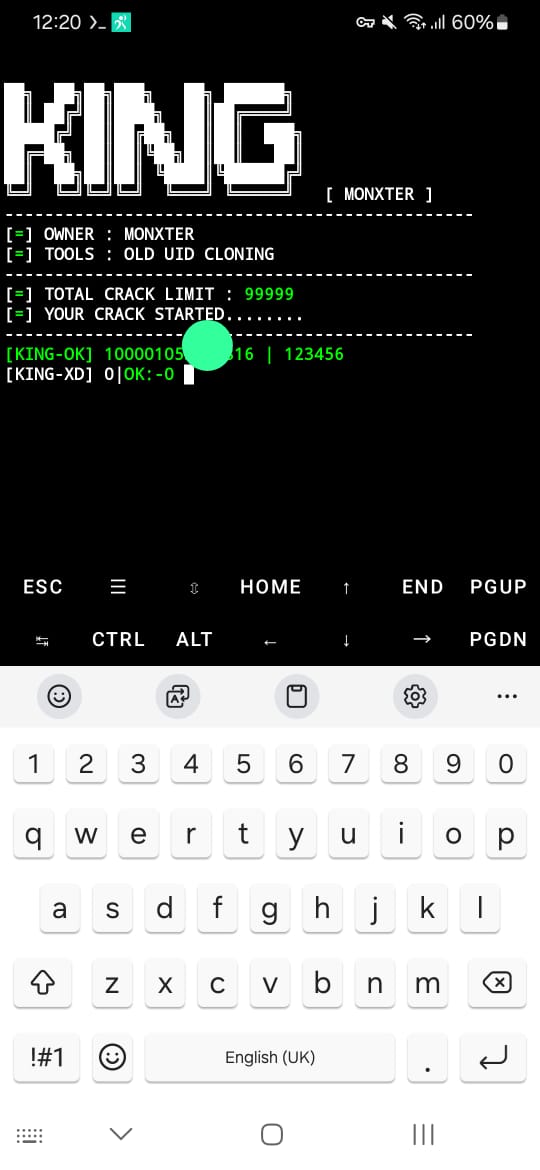 12:20 60%
KING
[ MONXTER ]
[=] OWNER : MONXTER
[=] TOOLS : OLD UID CLONING
[=] TOTAL CRACK LIMIT : 99999
[=] YOUR CRACK STARTED........
[KING-OK] 10000105 16 | 123456
[KING-XD] 0|OK:-0
ESC ☰ ⇳ HOME ↑ END PGUP
↹ CTRL ALT ← ↓ → PGDN
1 2 3 4 5 6 7 8 9 0
q w e r t y u i o p
a s d f g h j k l
z x c v b n m
!#1 English (UK) .